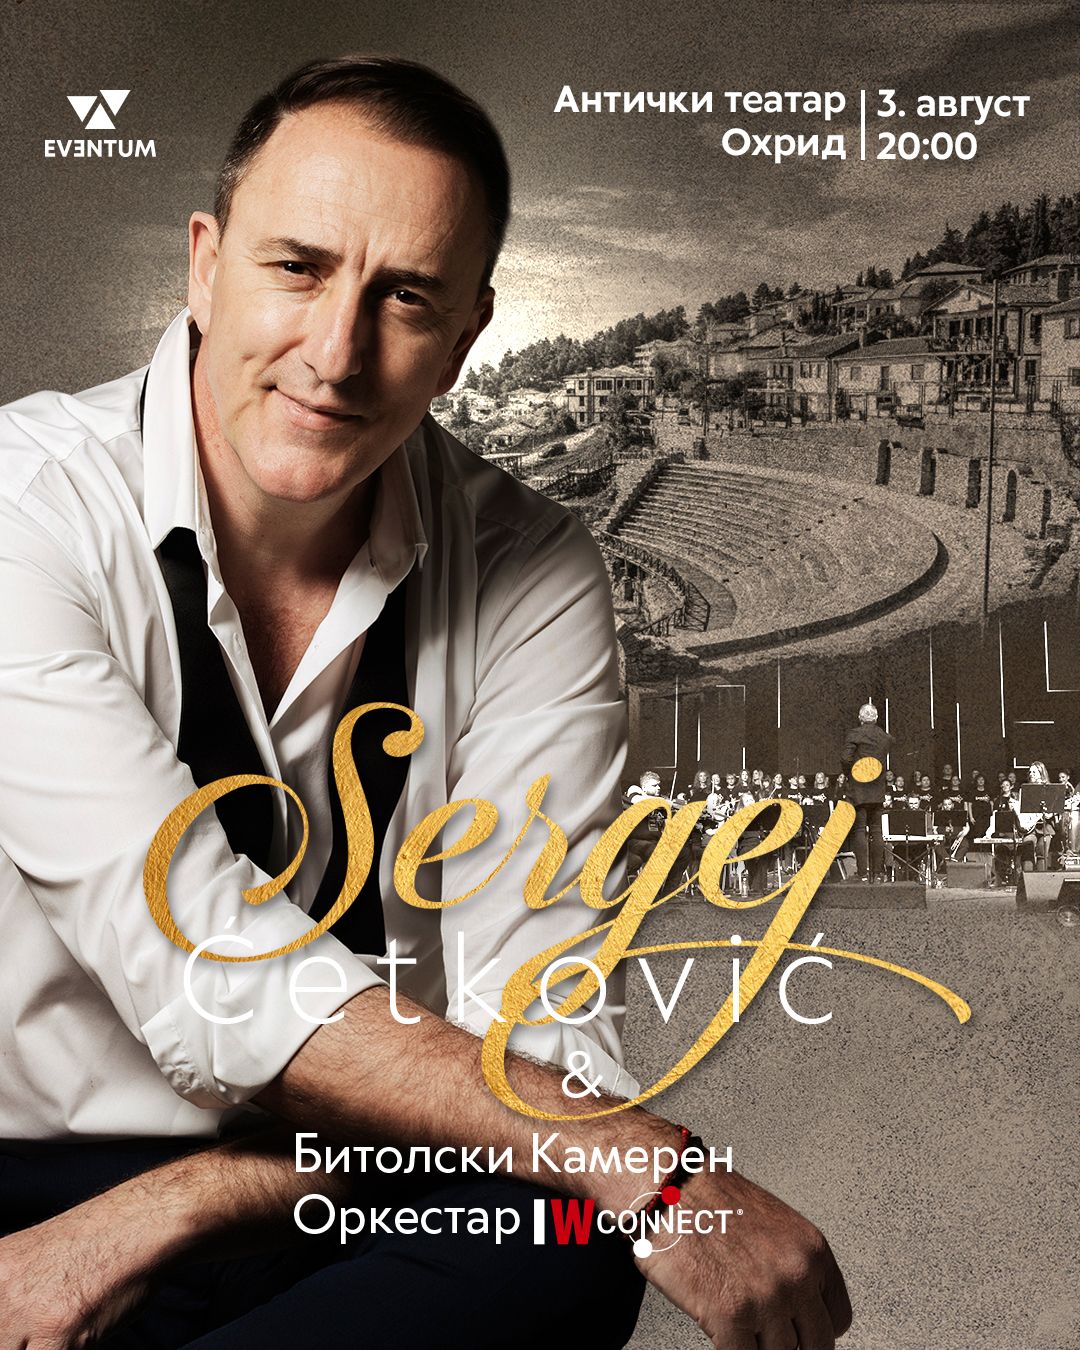 EVENTUM
Антички театар
Охрид
3. август
20:00
Sergej
Ćetković
&
Битолски Камерен
Оркестар IWCONNECT®